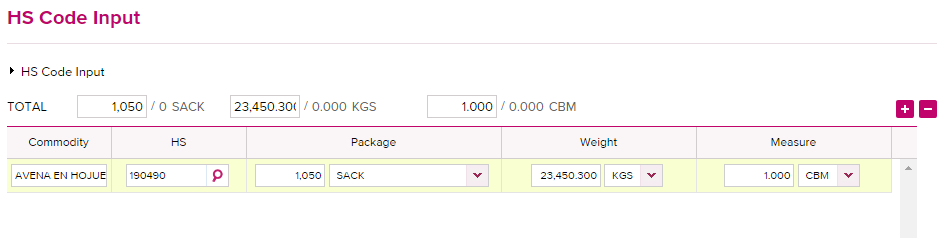 HS Code Input
HS Code Input
TOTAL 1,050 / 0 SACK 23,450.300 / 0.000 KGS 1.000 / 0.000 CBM
Commodity HS Package Weight Measure
AVENA EN HOJUE 190490 1,050 SACK 23,450.300 KGS 1.000 CBM